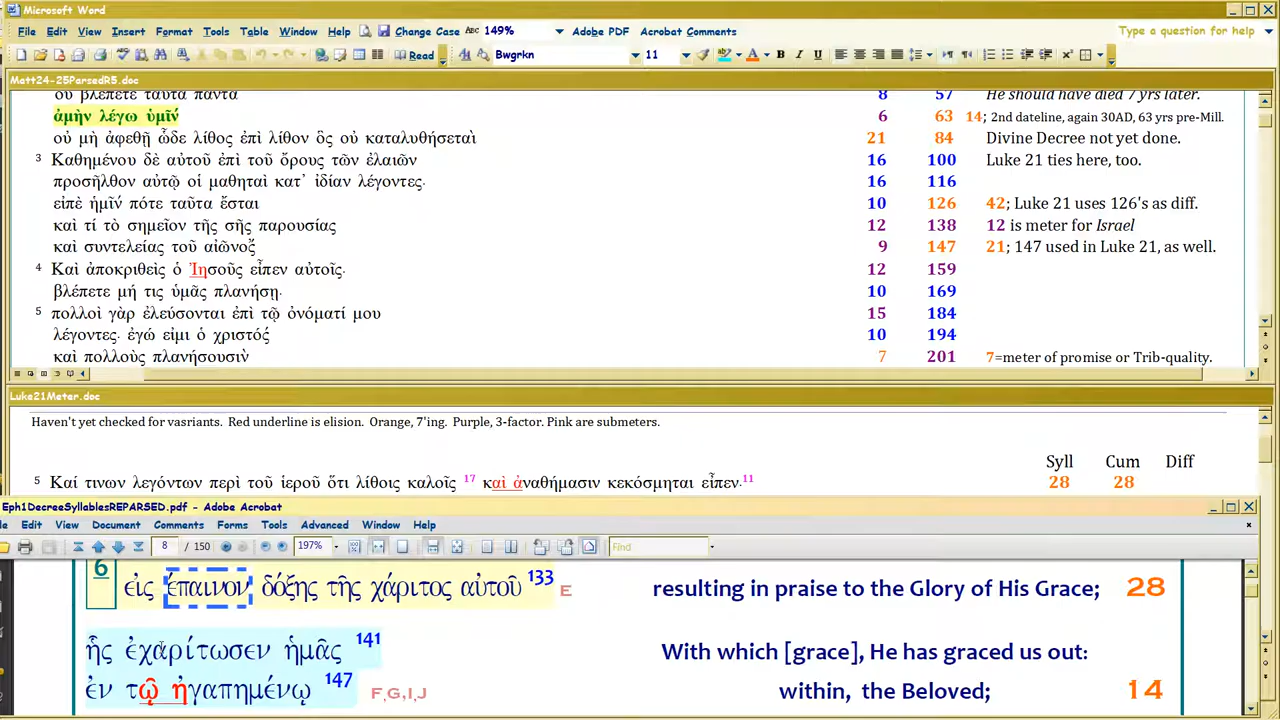 Microsoft Word
File Edit View Insert Format Tools Table Window Help Change Case ABC 149% Adobe PDF Acrobat Comments Type a question for help
Read Bwgrkn 11 B I U
Matt24-25ParsedR5.doc
οὐ βλέπετε ταῦτα πάντα 8 57 He should have died 7 yrs later.
ἀμὴν λέγω ὑμῖν́ 6 63 14; 2nd dateline, again 30AD, 63 yrs pre-Mill.
οὐ μὴ ἀφεθῇ ὧδε λίθος ἐπὶ λίθον ὃς οὐ καταλυθήσεταὶ 21 84 Divine Decree not yet done.
3 Καθημένου δὲ αὐτοῦ ἐπὶ τοῦ ὄρους τῶν ἐλαιῶν 16 100 Luke 21 ties here, too.
προσῆλθον αὐτῷ οἱ μαθηταὶ κατ᾽ ἰδίαν λέγοντες· 16 116
εἰπὲ ἡμῖν́ πότε ταῦτα ἔσται 10 126 42; Luke 21 uses 126's as diff.
καὶ τί τὸ σημεῖον τῆς σῆς παρουσίας 12 138 12 is meter for Israel
καὶ συντελείας τοῦ αἰῶνοξ̓ 9 147 21; 147 used in Luke 21, as well.
4 Καὶ ἀποκριθεὶς ὁ Ἰησοῦς εἶπεν αὐτοῖς· 12 159
βλέπετε μή τις ὑμᾶς πλανήσῃ· 10 169
5 πολλοὶ γὰρ ἐλεύσονται ἐπὶ τῷ ὀνόματί μου 15 184
λέγοντες· ἐγώ εἰμι ὁ χριστός́ 10 194
καὶ πολλοὺς πλανήσουσιν̀ 7 201 7=meter of promise or Trib-quality.
Luke21Meter.doc
Haven't yet checked for vasriants. Red underline is elision. Orange, 7'ing. Purple, 3-factor. Pink are submeters.
Syll Cum Diff
5 Καί τινων λεγόντων περὶ τοῦ ἱεροῦ ὅτι λίθοις καλοῖς 17 καὶ ἀναθήμασιν κεκόσμηται εἶπεν· 11 28 28
Eph1DecreeSyllablesREPARSED.pdf - Adobe Acrobat
Edit View Document Comments Forms Tools Advanced Window Help
8 / 150 197% Find
6 εἰς ἔπαινον δόξης τῆς χάριτος αὐτοῦ 133 E resulting in praise to the Glory of His Grace; 28
ἧς ἐχαρίτωσεν ἡμᾶς 141 With which [grace], He has graced us out:
ἐν τῷ ἠγαπημένῳ 147 F,G,I,J within, the Beloved; 14